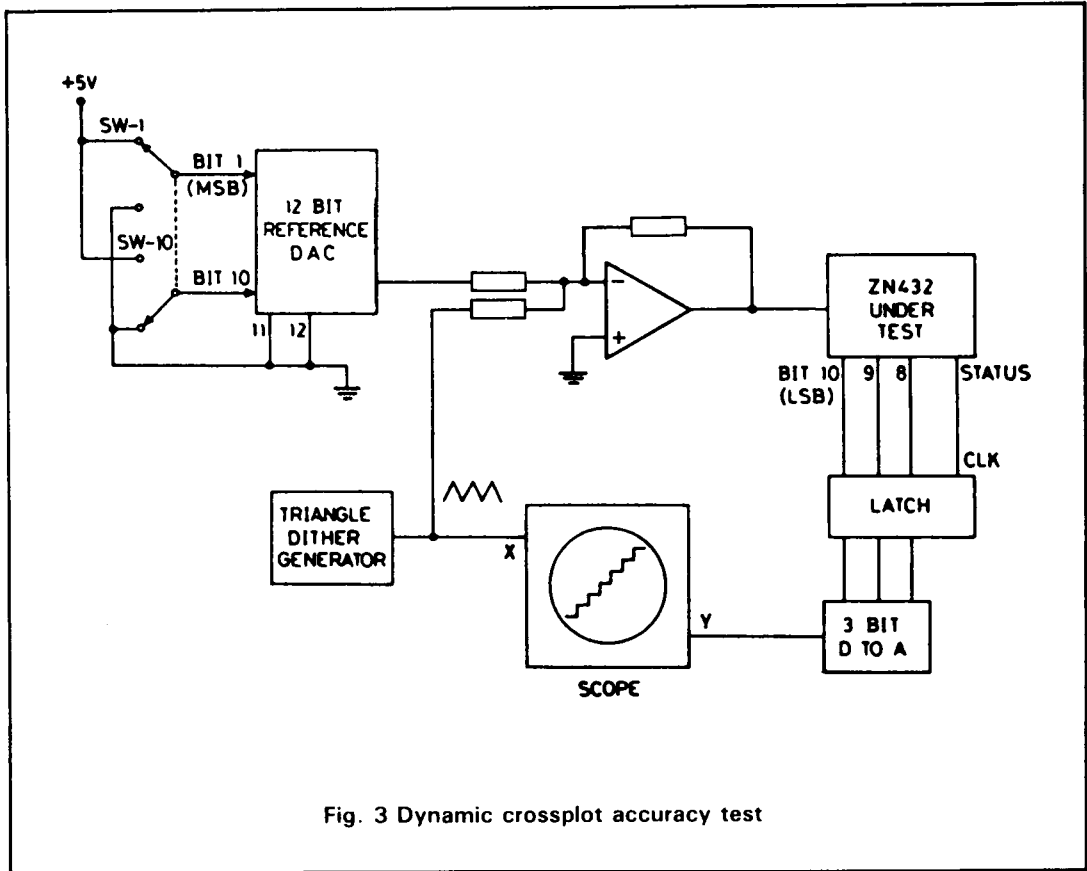 +5V
SW-1
BIT 1
(MSB)
12 BIT
REFERENCE
DAC
SW-10
BIT 10
11
12
−
+
ZN432
UNDER
TEST
BIT 10
(LSB)
9
8
STATUS
CLK
LATCH
TRIANGLE
DITHER
GENERATOR
X
Y
3 BIT
D TO A
SCOPE
Fig. 3 Dynamic crossplot accuracy test